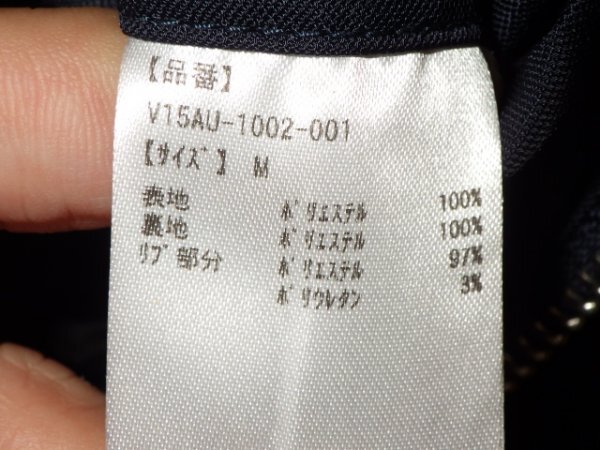 【品番】
V15AU-1002-001
【ｻｲｽﾞ】 M
表地 ﾎﾟﾘｴｽﾃﾙ 100%
裏地 ﾎﾟﾘｴｽﾃﾙ 100%
ﾘﾌﾞ部分 ﾎﾟﾘｴｽﾃﾙ 97%
ﾎﾟﾘｳﾚﾀﾝ 3%